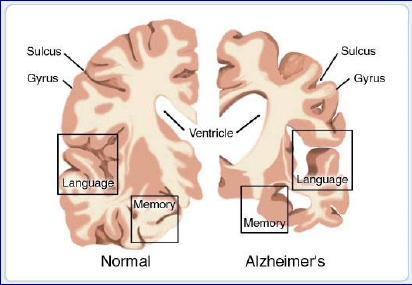 Sulcus
Gyrus
Sulcus
Gyrus
Ventricle
Language
Memory
Language
Memory
Normal
Alzheimer's